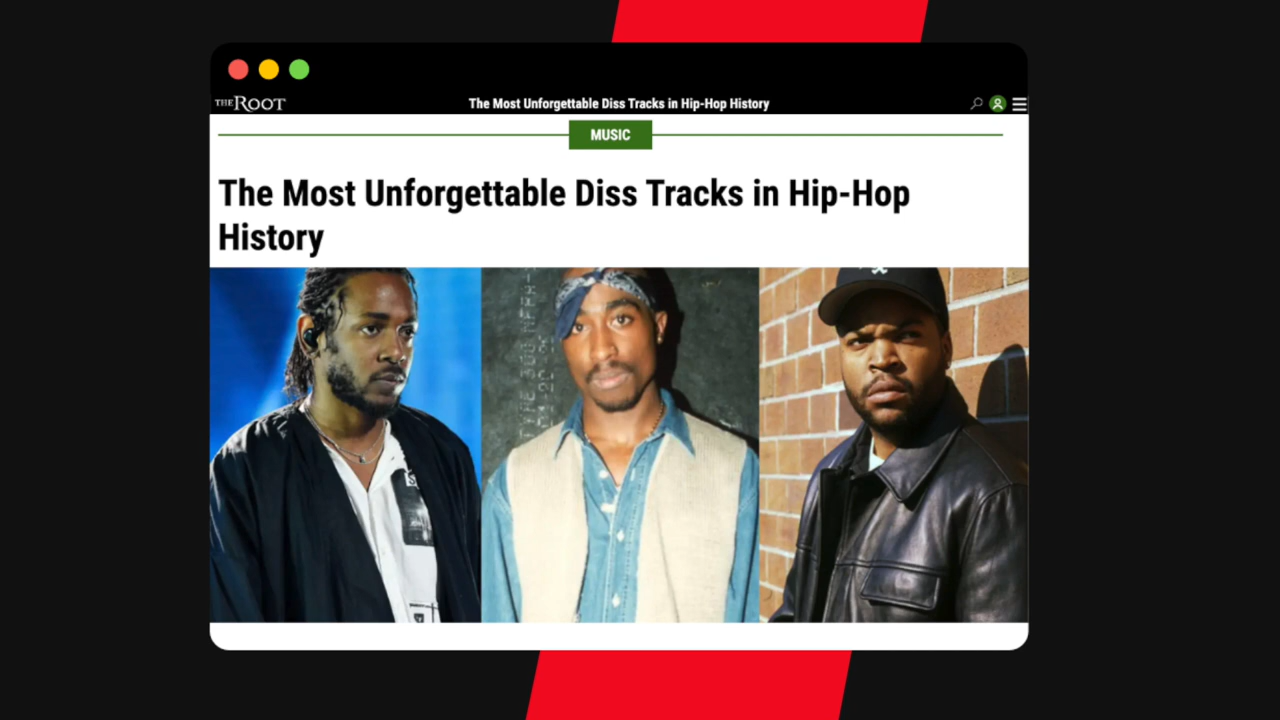 THE ROOT
The Most Unforgettable Diss Tracks in Hip-Hop History
MUSIC
The Most Unforgettable Diss Tracks in Hip-Hop
History